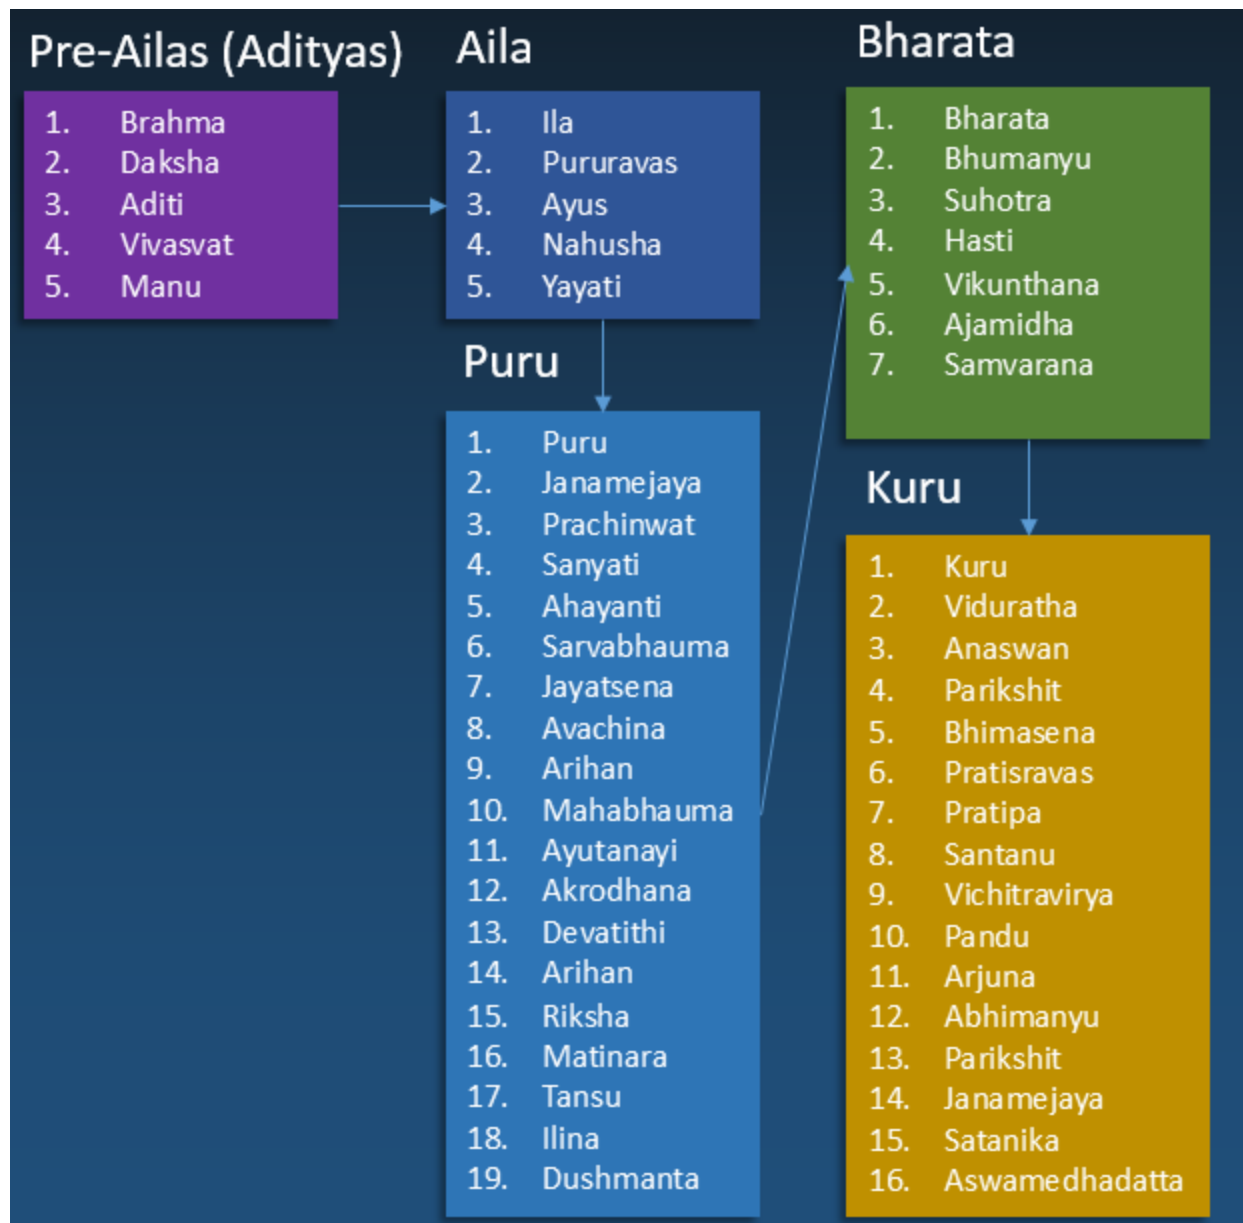 Pre-Ailas (Adityas)
1. Brahma
2. Daksha
3. Aditi
4. Vivasvat
5. Manu
Aila
1. Ila
2. Pururavas
3. Ayus
4. Nahusha
5. Yayati
Puru
1. Puru
2. Janamejaya
3. Prachinwat
4. Sanyati
5. Ahayanti
6. Sarvabhauma
7. Jayatsena
8. Avachina
9. Arihan
10. Mahabhauma
11. Ayutanayi
12. Akrodhana
13. Devatithi
14. Arihan
15. Riksha
16. Matinara
17. Tansu
18. Ilina
19. Dushmanta
Bharata
1. Bharata
2. Bhumanyu
3. Suhotra
4. Hasti
5. Vikunthana
6. Ajamidha
7. Samvarana
Kuru
1. Kuru
2. Viduratha
3. Anaswan
4. Parikshit
5. Bhimasena
6. Pratisravas
7. Pratipa
8. Santanu
9. Vichitravirya
10. Pandu
11. Arjuna
12. Abhimanyu
13. Parikshit
14. Janamejaya
15. Satanika
16. Aswamedhadatta